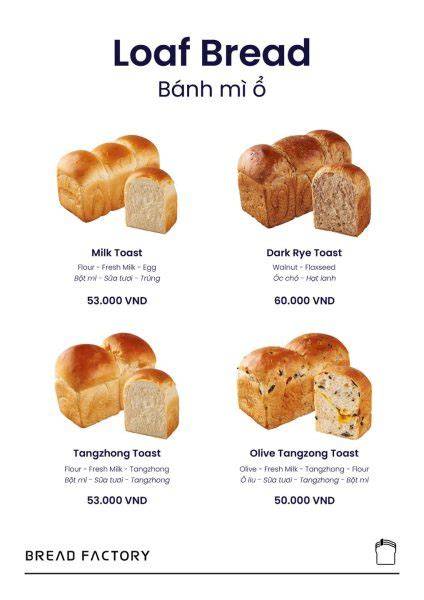 Loaf Bread
Bánh mì ổ
Milk Toast
Flour - Fresh Milk - Egg
Bột mì - Sữa tươi - Trứng
53.000 VND
Dark Rye Toast
Walnut - Flaxseed
Óc chó - Hạt lanh
60.000 VND
Tangzhong Toast
Flour - Fresh Milk - Tangzhong
Bột mì - Sữa tươi - Tangzhong
53.000 VND
Olive Tangzong Toast
Olive - Fresh Milk - Tangzhong - Flour
Ô liu - Sữa tươi - Tangzhong - Bột mì
50.000 VND
BREAD FACTORY